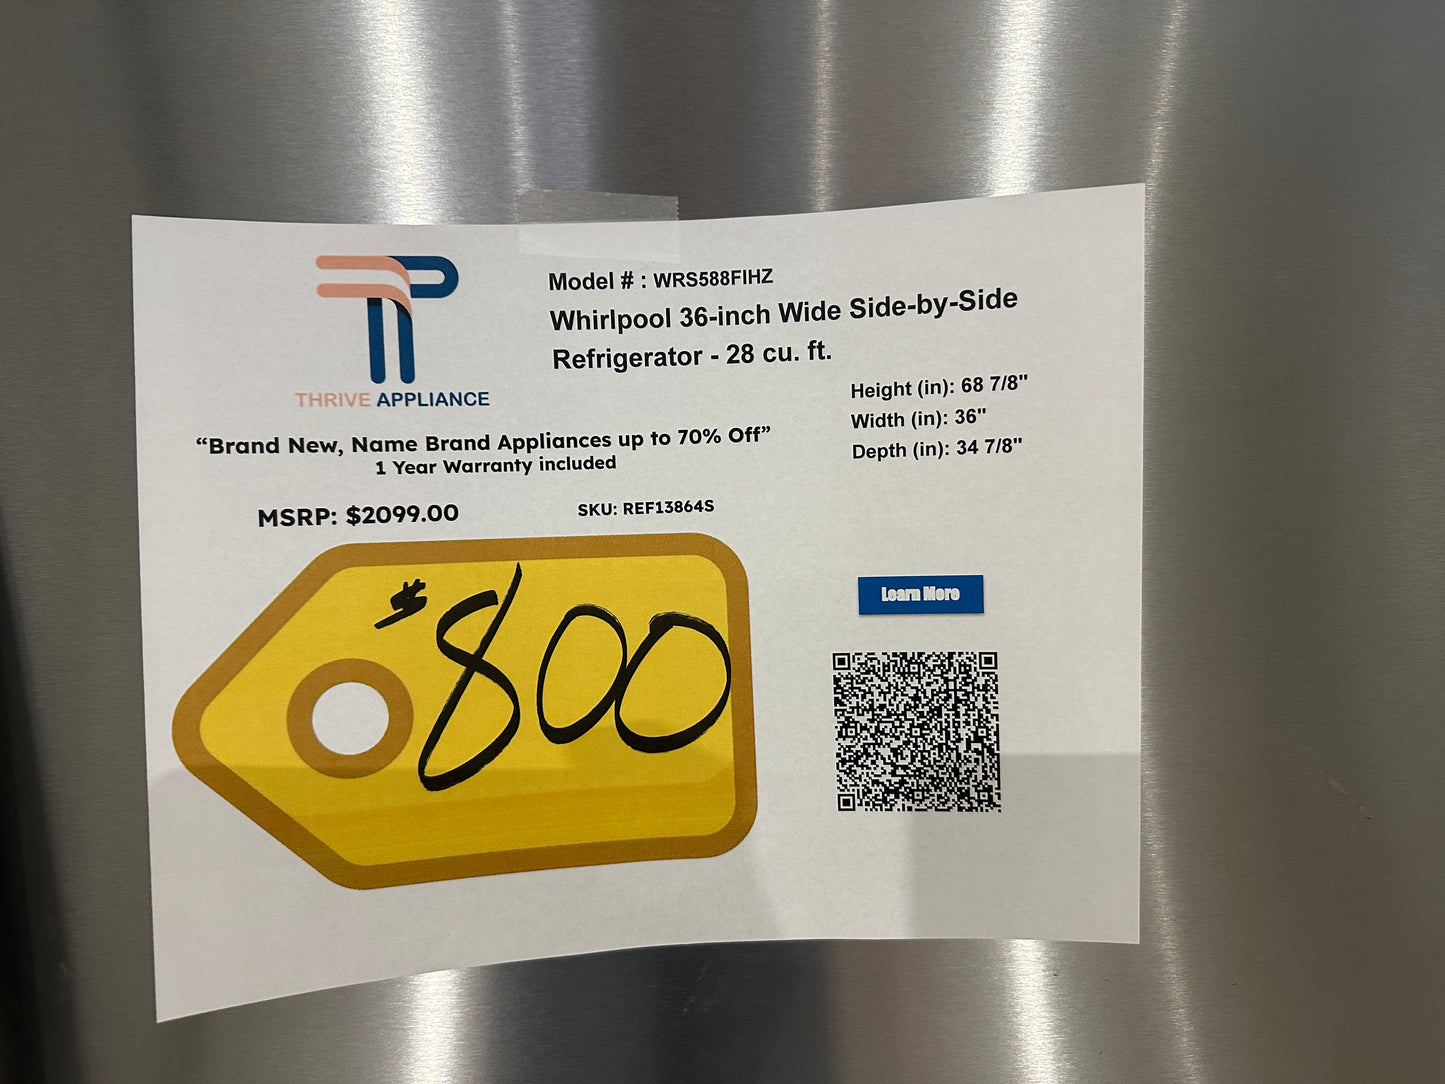 Model # : WRS588FIHZ
Whirlpool 36-inch Wide Side-by-Side
Refrigerator - 28 cu. ft.
THRIVE APPLIANCE
Height (in): 68 7/8"
Width (in): 36"
Depth (in): 34 7/8"
“Brand New, Name Brand Appliances up to 70% Off”
1 Year Warranty included
MSRP: $2099.00
SKU: REF13864S
$800
Learn More